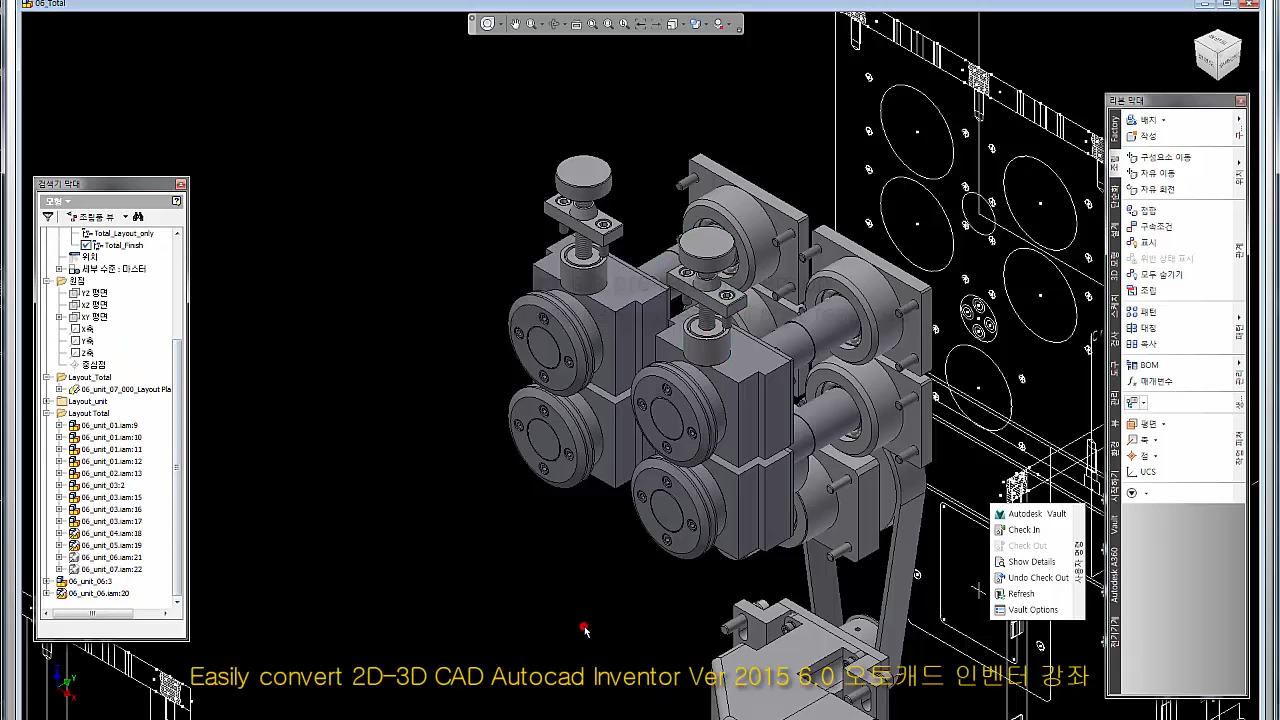 06_Total
리본 막대
Factory
배치
작성
구성요소 이동
자유 이동
자유 회전
접합
구속조건
표시
위반 상태 표시
모두 숨기기
조립
패턴
대칭
복사
BOM
매개변수
평면
축
점
UCS
Vault
Autodesk A360
검색기 막대
모형
조립품 뷰
Total_Layout_only
Total_Finish
위치
세부 수준 : 마스터
원점
YZ 평면
XZ 평면
XY 평면
X축
Y축
Z축
중심점
Layout_Total
06_unit_07_000_Layout Pla
Layout_unit
Layout Total
06_unit_01.iam:9
06_unit_01.iam:10
06_unit_01.iam:11
06_unit_01.iam:12
06_unit_02.iam:13
06_unit_03:2
06_unit_03.iam:15
06_unit_03.iam:16
06_unit_03.iam:17
06_unit_04.iam:18
06_unit_05.iam:19
06_unit_06.iam:21
06_unit_07.iam:22
06_unit_06:3
06_unit_06.iam:20
Autodesk Vault
Check In
Check Out
Show Details
Undo Check Out
Refresh
Vault Options
Easily convert 2D-3D CAD Autocad Inventor Ver 2015 6.0 오토캐드 인벤터 강좌